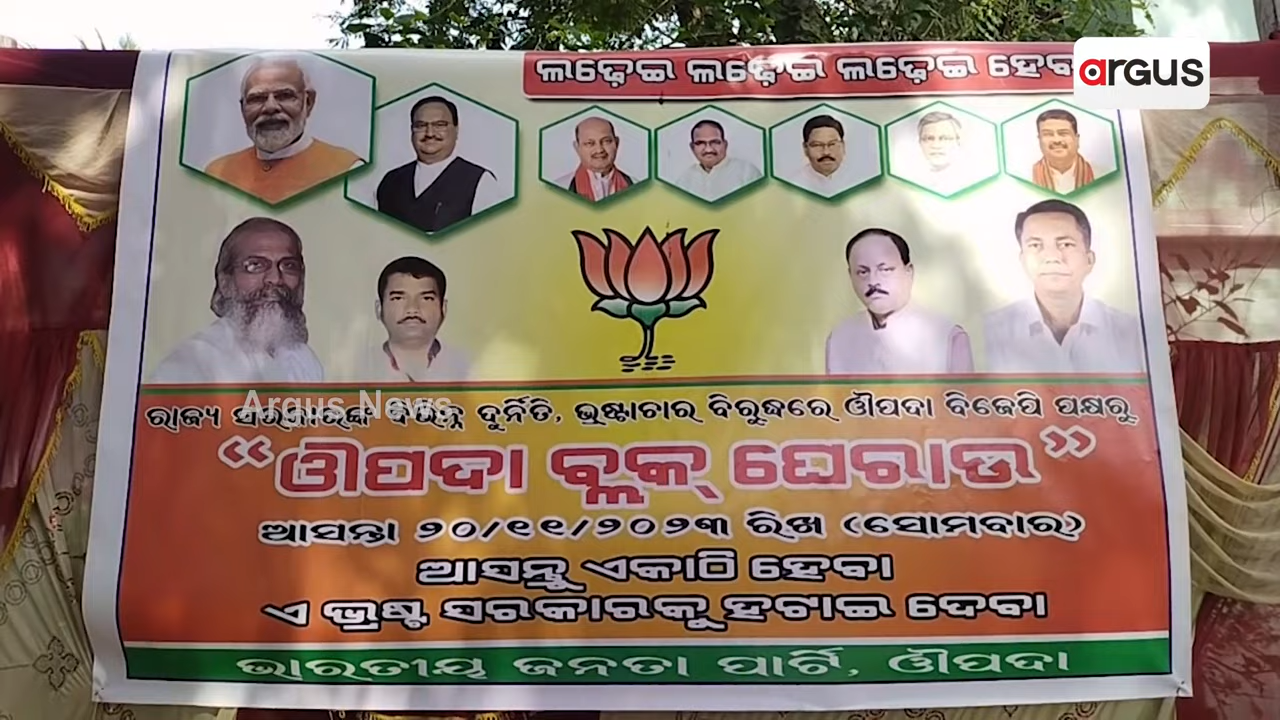 ଲଢ଼େଇ ଲଢ଼େଇ ଲଢ଼େଇ ହେବ
argus
Argus News
ରାଜ୍ୟ ସରକାରଙ୍କ ବିଭିନ୍ନ ଦୁର୍ନିତି, ଭ୍ରଷ୍ଟାଚାର ବିରୁଦ୍ଧରେ ଔପଦା ବିଜେପି ପକ୍ଷରୁ
“ଔପଦା ବ୍ଲକ୍ ଘେରାଉ”
ଆସନ୍ତା ୨୦/୧୧/୨୦୨୩ ରିଖ (ସୋମବାର)
ଆସନ୍ତୁ ଏକାଠି ହେବା
ଏ ଭ୍ରଷ୍ଟ ସରକାରକୁ ହଟାଇ ଦେବା
ଭାରତୀୟ ଜନତା ପାର୍ଟି, ଔପଦା